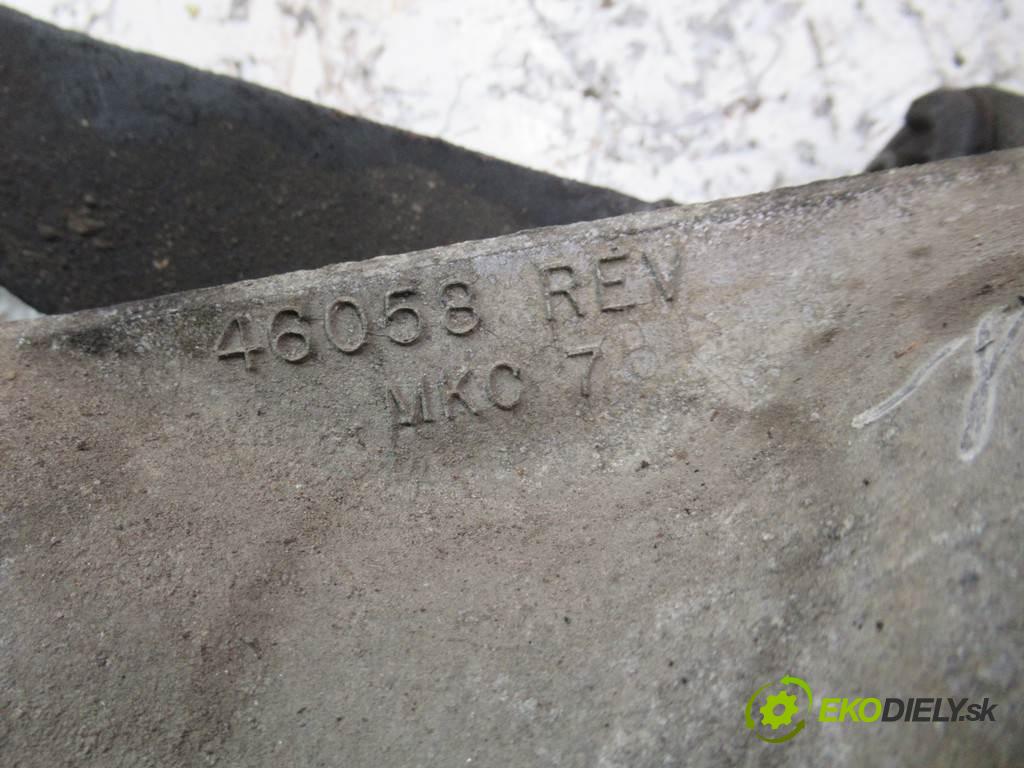 46058 REV
MKC 7
EKODIELY.sk